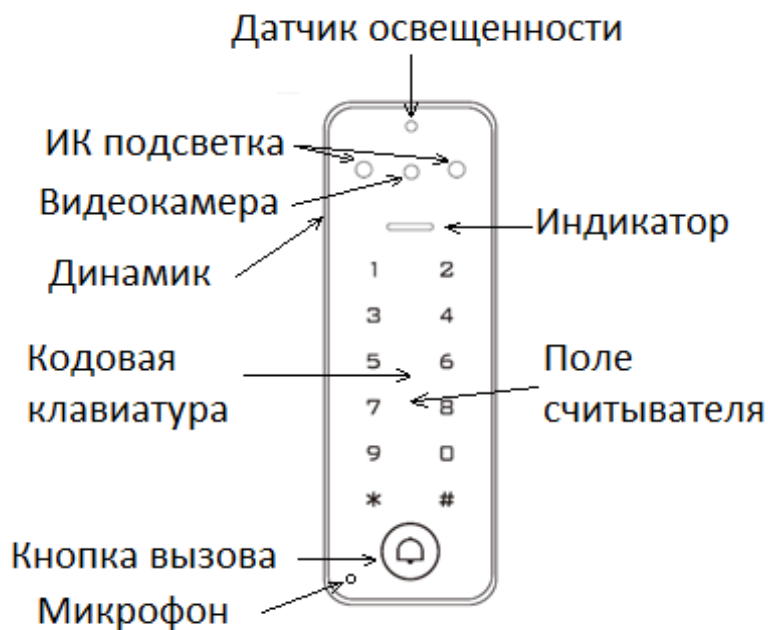 Датчик освещенности
ИК подсветка
Видеокамера
Индикатор
Динамик
1 2
3 4
Кодовая
клавиатура
5 6
7 8
Поле
считывателя
9 0
* #
Кнопка вызова
Микрофон